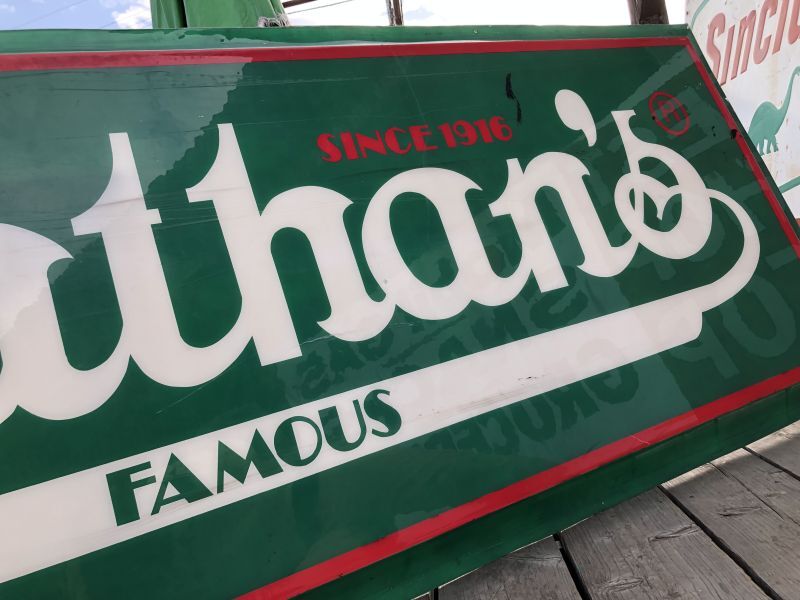 SINCE 1916
athan's
FAMOUS
Sincl